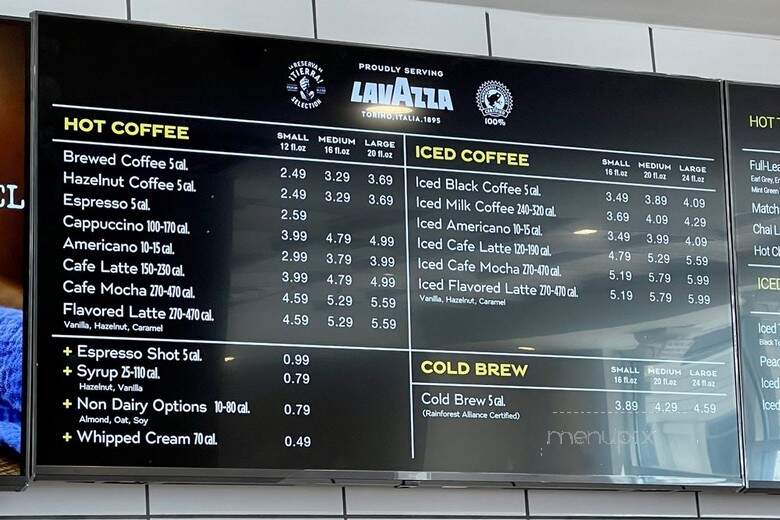 RESERVA
¡TIERRA!
SELECTION
PROUDLY SERVING
LAVAZZA
TORINO, ITALIA, 1895
100%
HOT COFFEE SMALL MEDIUM LARGE
12 fl.oz 16 fl.oz 20 fl.oz
Brewed Coffee 5 cal. 2.49 3.29 3.69
Hazelnut Coffee 5 cal. 2.49 3.29 3.69
Espresso 5 cal. 2.59
Cappuccino 100-170 cal. 3.99 4.79 4.99
Americano 10-15 cal. 2.99 3.79 3.99
Cafe Latte 150-230 cal. 3.99 4.79 4.99
Cafe Mocha 270-470 cal. 4.59 5.29 5.59
Flavored Latte 270-470 cal. 4.59 5.29 5.59
Vanilla, Hazelnut, Caramel
+ Espresso Shot 5 cal. 0.99
+ Syrup 25-110 cal. 0.79
Hazelnut, Vanilla
+ Non Dairy Options 10-80 cal. 0.79
Almond, Oat, Soy
+ Whipped Cream 70 cal. 0.49
ICED COFFEE SMALL MEDIUM LARGE
16 fl.oz 20 fl.oz 24 fl.oz
Iced Black Coffee 5 cal. 3.49 3.89 4.09
Iced Milk Coffee 240-320 cal. 3.69 4.09 4.29
Iced Americano 10-15 cal. 3.49 3.99 4.09
Iced Cafe Latte 120-190 cal. 4.79 5.29 5.59
Iced Cafe Mocha 270-470 cal. 5.19 5.79 5.99
Iced Flavored Latte 270-470 cal. 5.19 5.79 5.99
Vanilla, Hazelnut, Caramel
COLD BREW SMALL MEDIUM LARGE
16 fl.oz 20 fl.oz 24 fl.oz
Cold Brew 5 cal. 3.89 4.29 4.59
(Rainforest Alliance Certified)
menupix
HOT
Full-Lea
Earl Grey, En
Mint Green
Match
Chai L
Hot Ch
ICED
Iced
Black Te
Peac
Iced
Iced